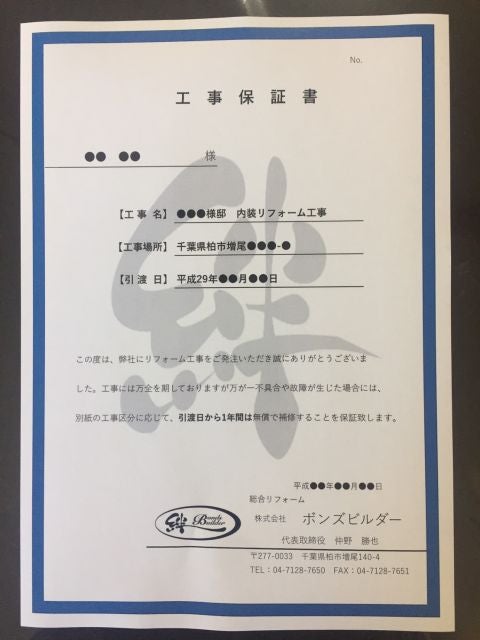 No.
工事保証書
●● ●● 様
絆
【工事名】 ●●●様邸 内装リフォーム工事
【工事場所】 千葉県柏市増尾●●●-●
【引渡日】 平成29年●●月●●日
この度は、弊社にリフォーム工事をご発注いただき誠にありがとうございま
した。工事には万全を期しておりますが万が一不具合や故障が生じた場合には、
別紙の工事区分に応じて、引渡日から1年間は無償で補修することを保証致します。
平成●●年●●月●●日
総合リフォーム
絆 Bonds Builder 株式会社 ボンズビルダー
代表取締役 仲野 勝也
〒277-0033 千葉県柏市増尾140-4
TEL：04-7128-7650 FAX：04-7128-7651